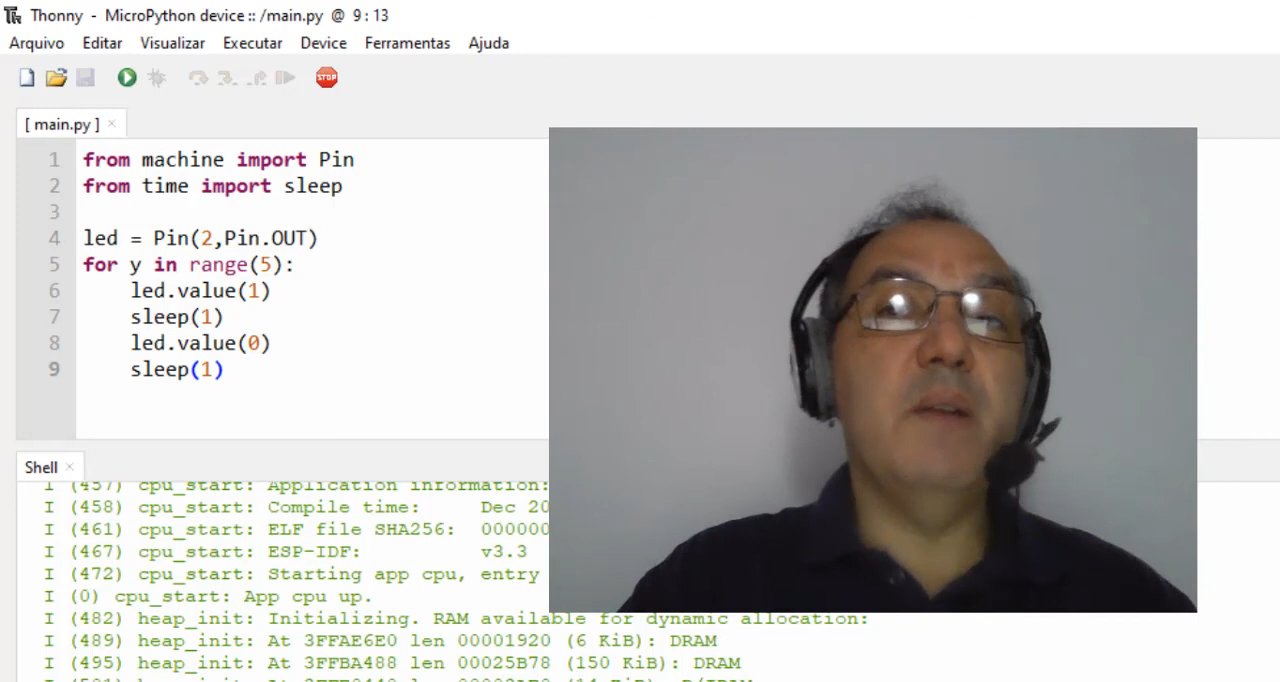 Thonny - MicroPython device :: /main.py @ 9 : 13
Arquivo Editar Visualizar Executar Device Ferramentas Ajuda
STOP
[ main.py ] ×
1 from machine import Pin
2 from time import sleep
3
4 led = Pin(2,Pin.OUT)
5 for y in range(5):
6 led.value(1)
7 sleep(1)
8 led.value(0)
9 sleep(1)
Shell ×
I (457) cpu_start: Application information:
I (458) cpu_start: Compile time: Dec 20
I (461) cpu_start: ELF file SHA256: 000000
I (467) cpu_start: ESP-IDF: v3.3
I (472) cpu_start: Starting app cpu, entry
I (0) cpu_start: App cpu up.
I (482) heap_init: Initializing. RAM available for dynamic allocation:
I (489) heap_init: At 3FFAE6E0 len 00001920 (6 KiB): DRAM
I (495) heap_init: At 3FFBA488 len 00025B78 (150 KiB): DRAM